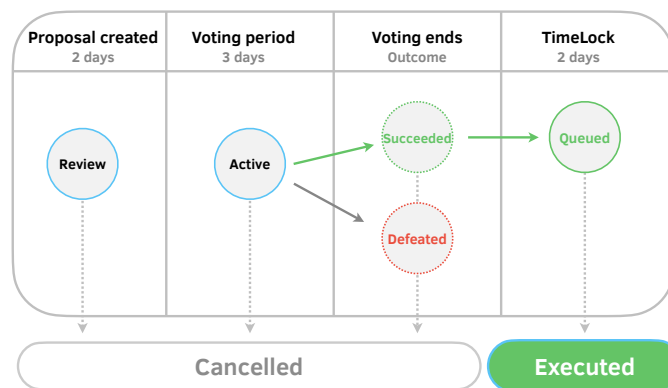 Proposal created
2 days
Voting period
3 days
Voting ends
Outcome
TimeLock
2 days
Review
Active
Succeeded
Queued
Defeated
Cancelled
Executed